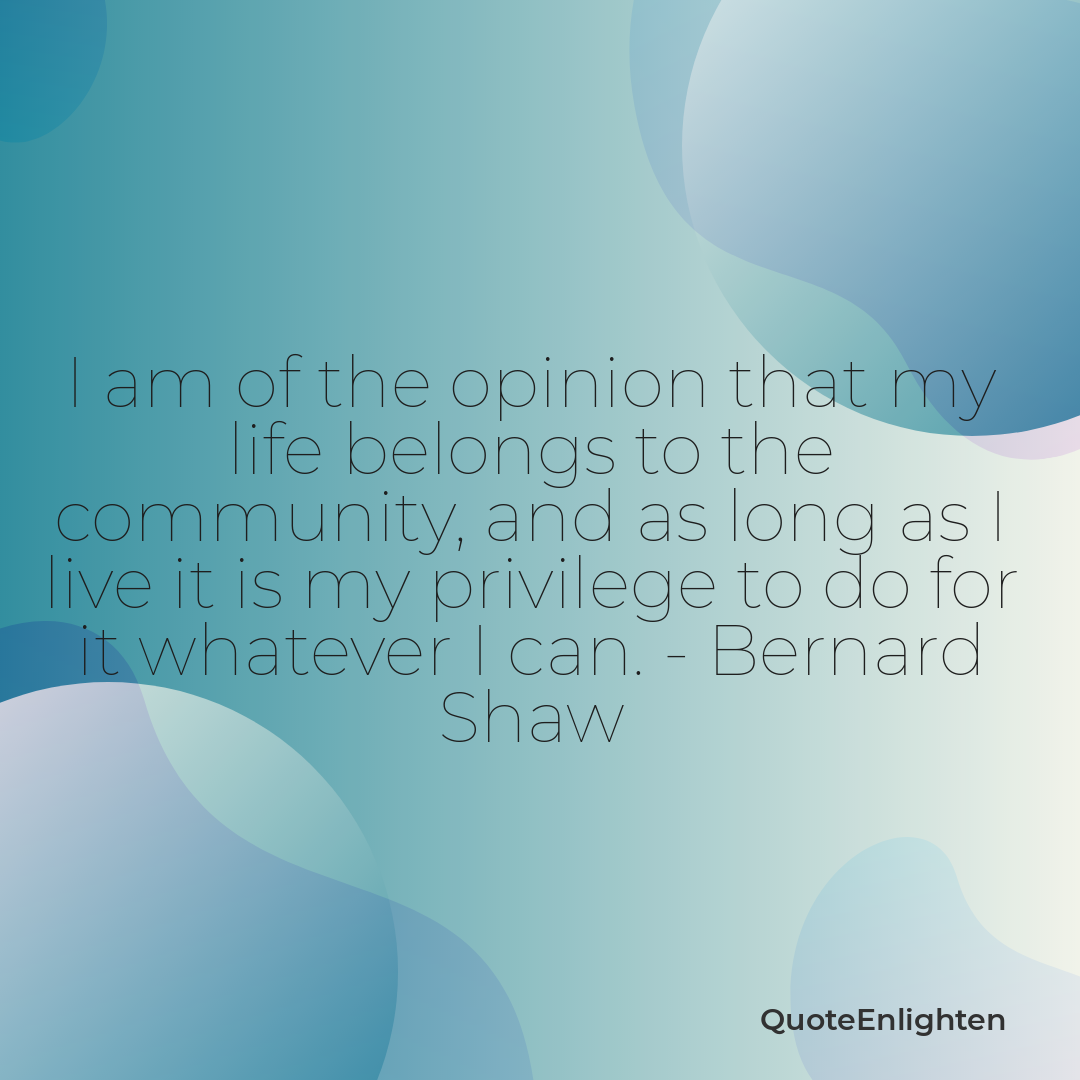 I am of the opinion that my
life belongs to the
community, and as long as I
live it is my privilege to do for
it whatever I can. - Bernard
Shaw
QuoteEnlighten